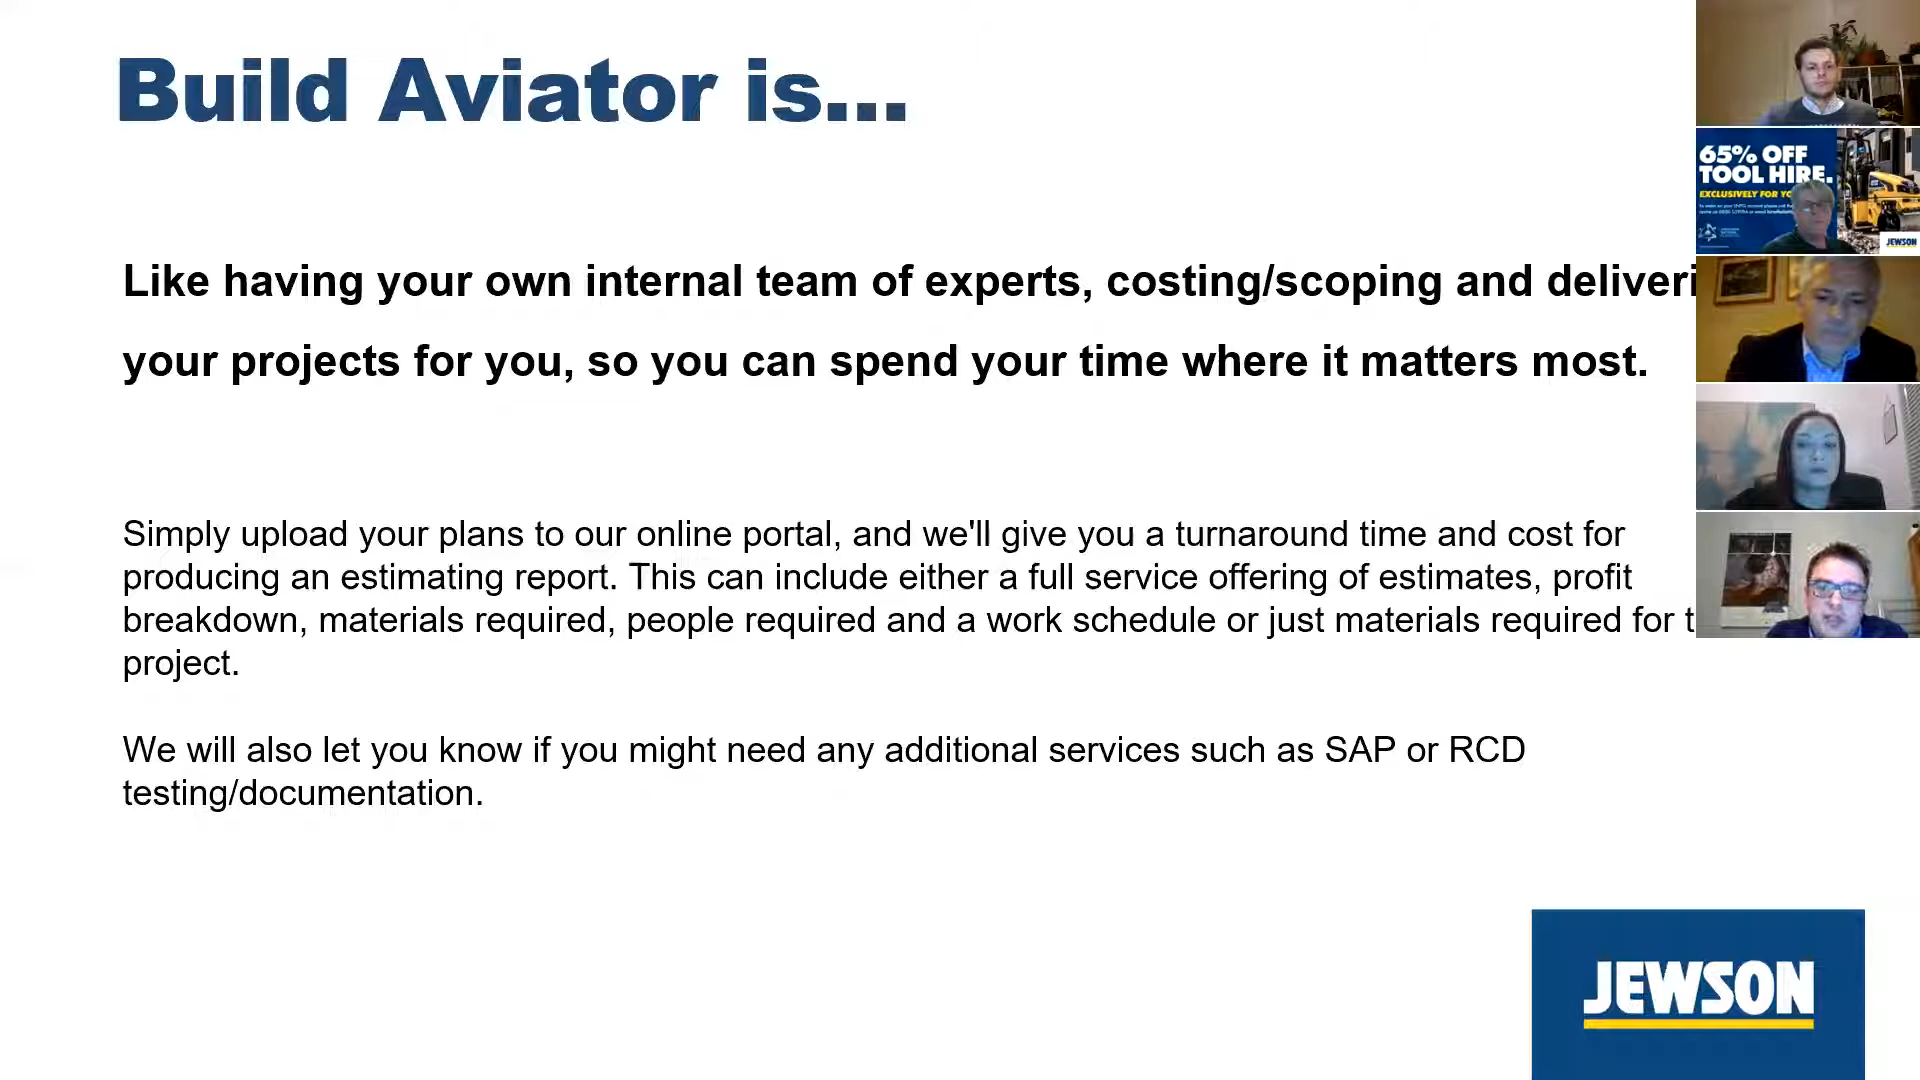 Build Aviator is...
65% OFF
TOOL HIRE.
EXCLUSIVELY FOR
JEWSON
Like having your own internal team of experts, costing/scoping and deliveri
your projects for you, so you can spend your time where it matters most.
Simply upload your plans to our online portal, and we'll give you a turnaround time and cost for
producing an estimating report. This can include either a full service offering of estimates, profit
breakdown, materials required, people required and a work schedule or just materials required for t
project.
We will also let you know if you might need any additional services such as SAP or RCD
testing/documentation.
JEWSON